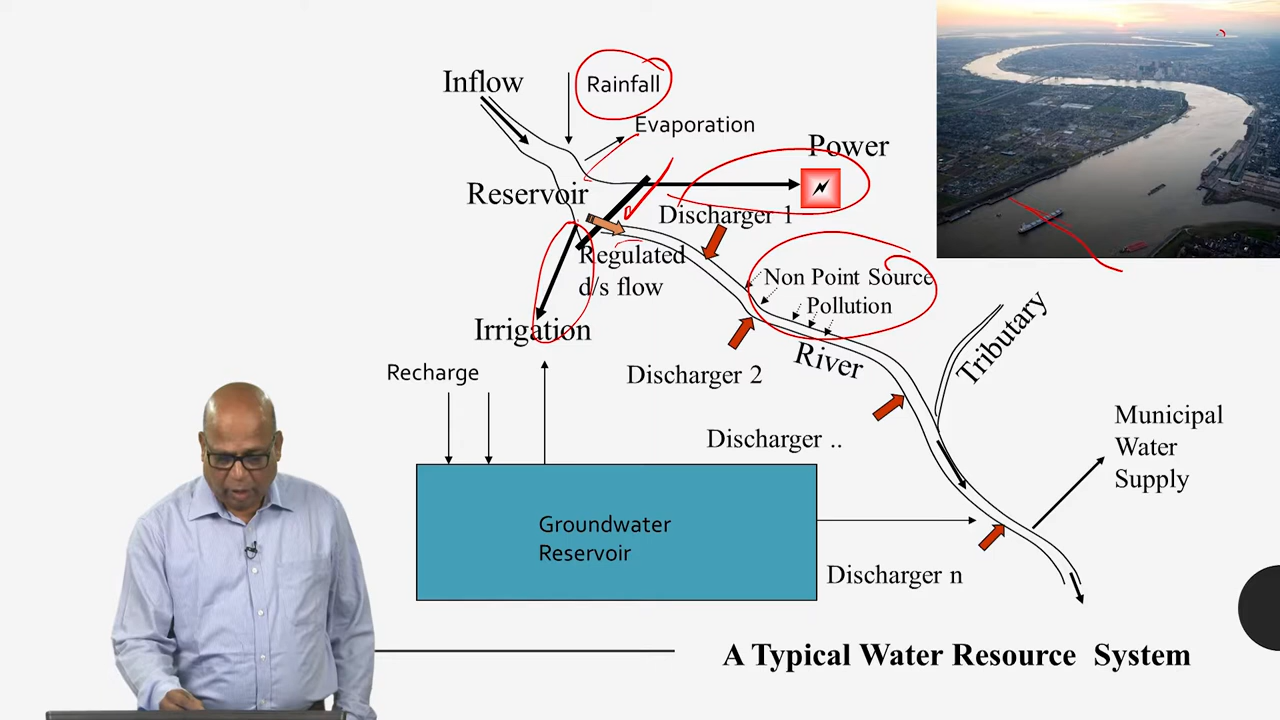 Inflow
Rainfall
Evaporation
Power
Reservoir
Discharger 1
Regulated
d/s flow
Non Point Source
Pollution
Irrigation
River
Tributary
Recharge
Discharger 2
Discharger ..
Municipal
Water
Supply
Groundwater
Reservoir
Discharger n
A Typical Water Resource System